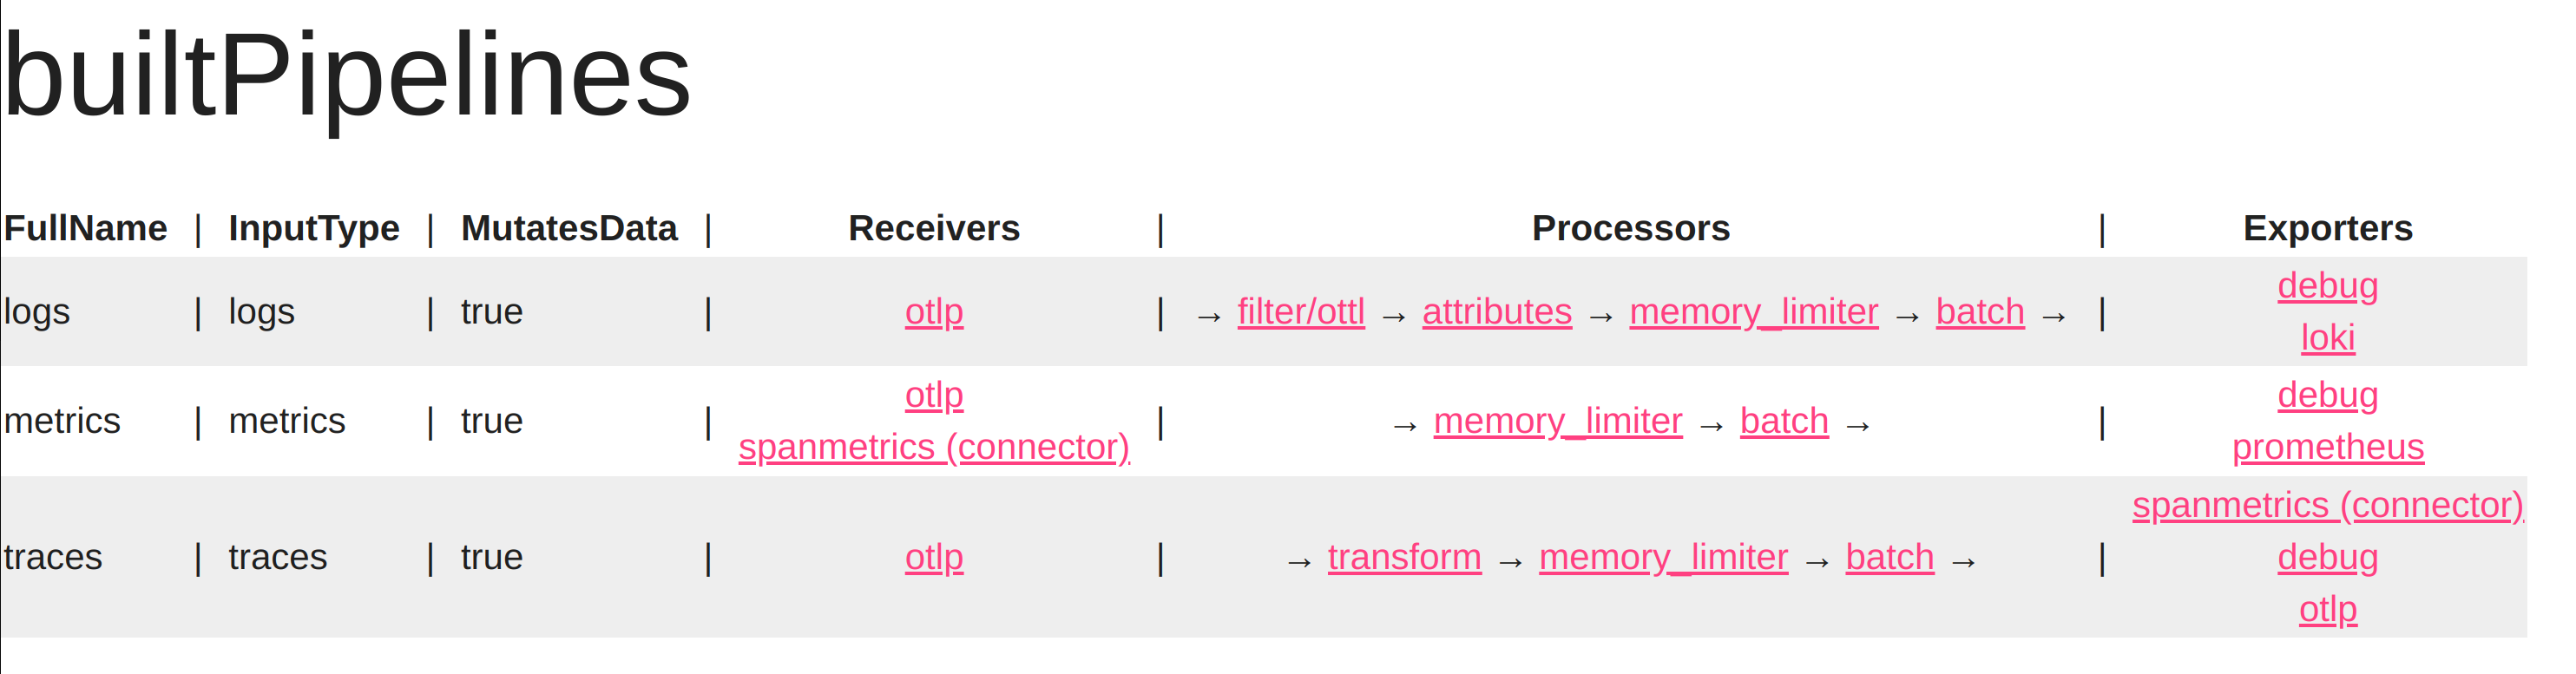 builtPipelines
FullName | InputType | MutatesData | Receivers | Processors | Exporters
logs | logs | true | otlp | → filter/ottl → attributes → memory_limiter → batch → | debug
loki
metrics | metrics | true | otlp
spanmetrics (connector) | → memory_limiter → batch → | debug
prometheus
traces | traces | true | otlp | → transform → memory_limiter → batch → | spanmetrics (connector)
debug
otlp